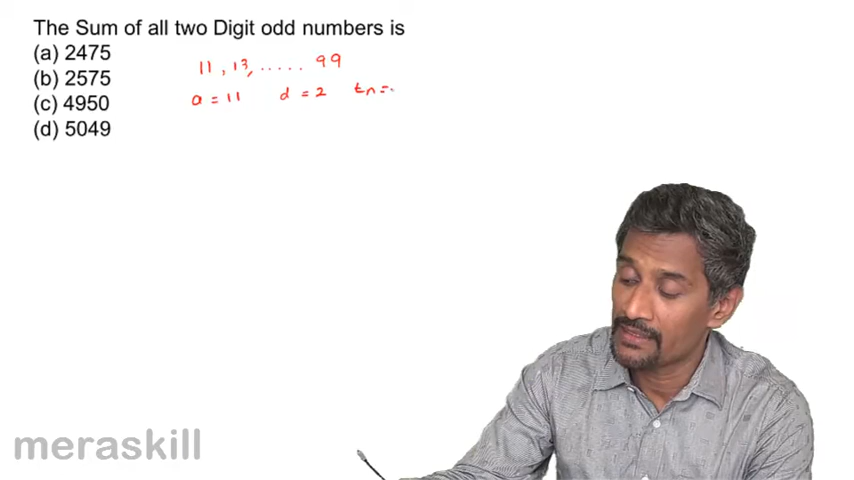 The Sum of all two Digit odd numbers is
(a) 2475
(b) 2575
(c) 4950
(d) 5049
11, 13, ..... 99
a = 11 d = 2 tn =
meraskill